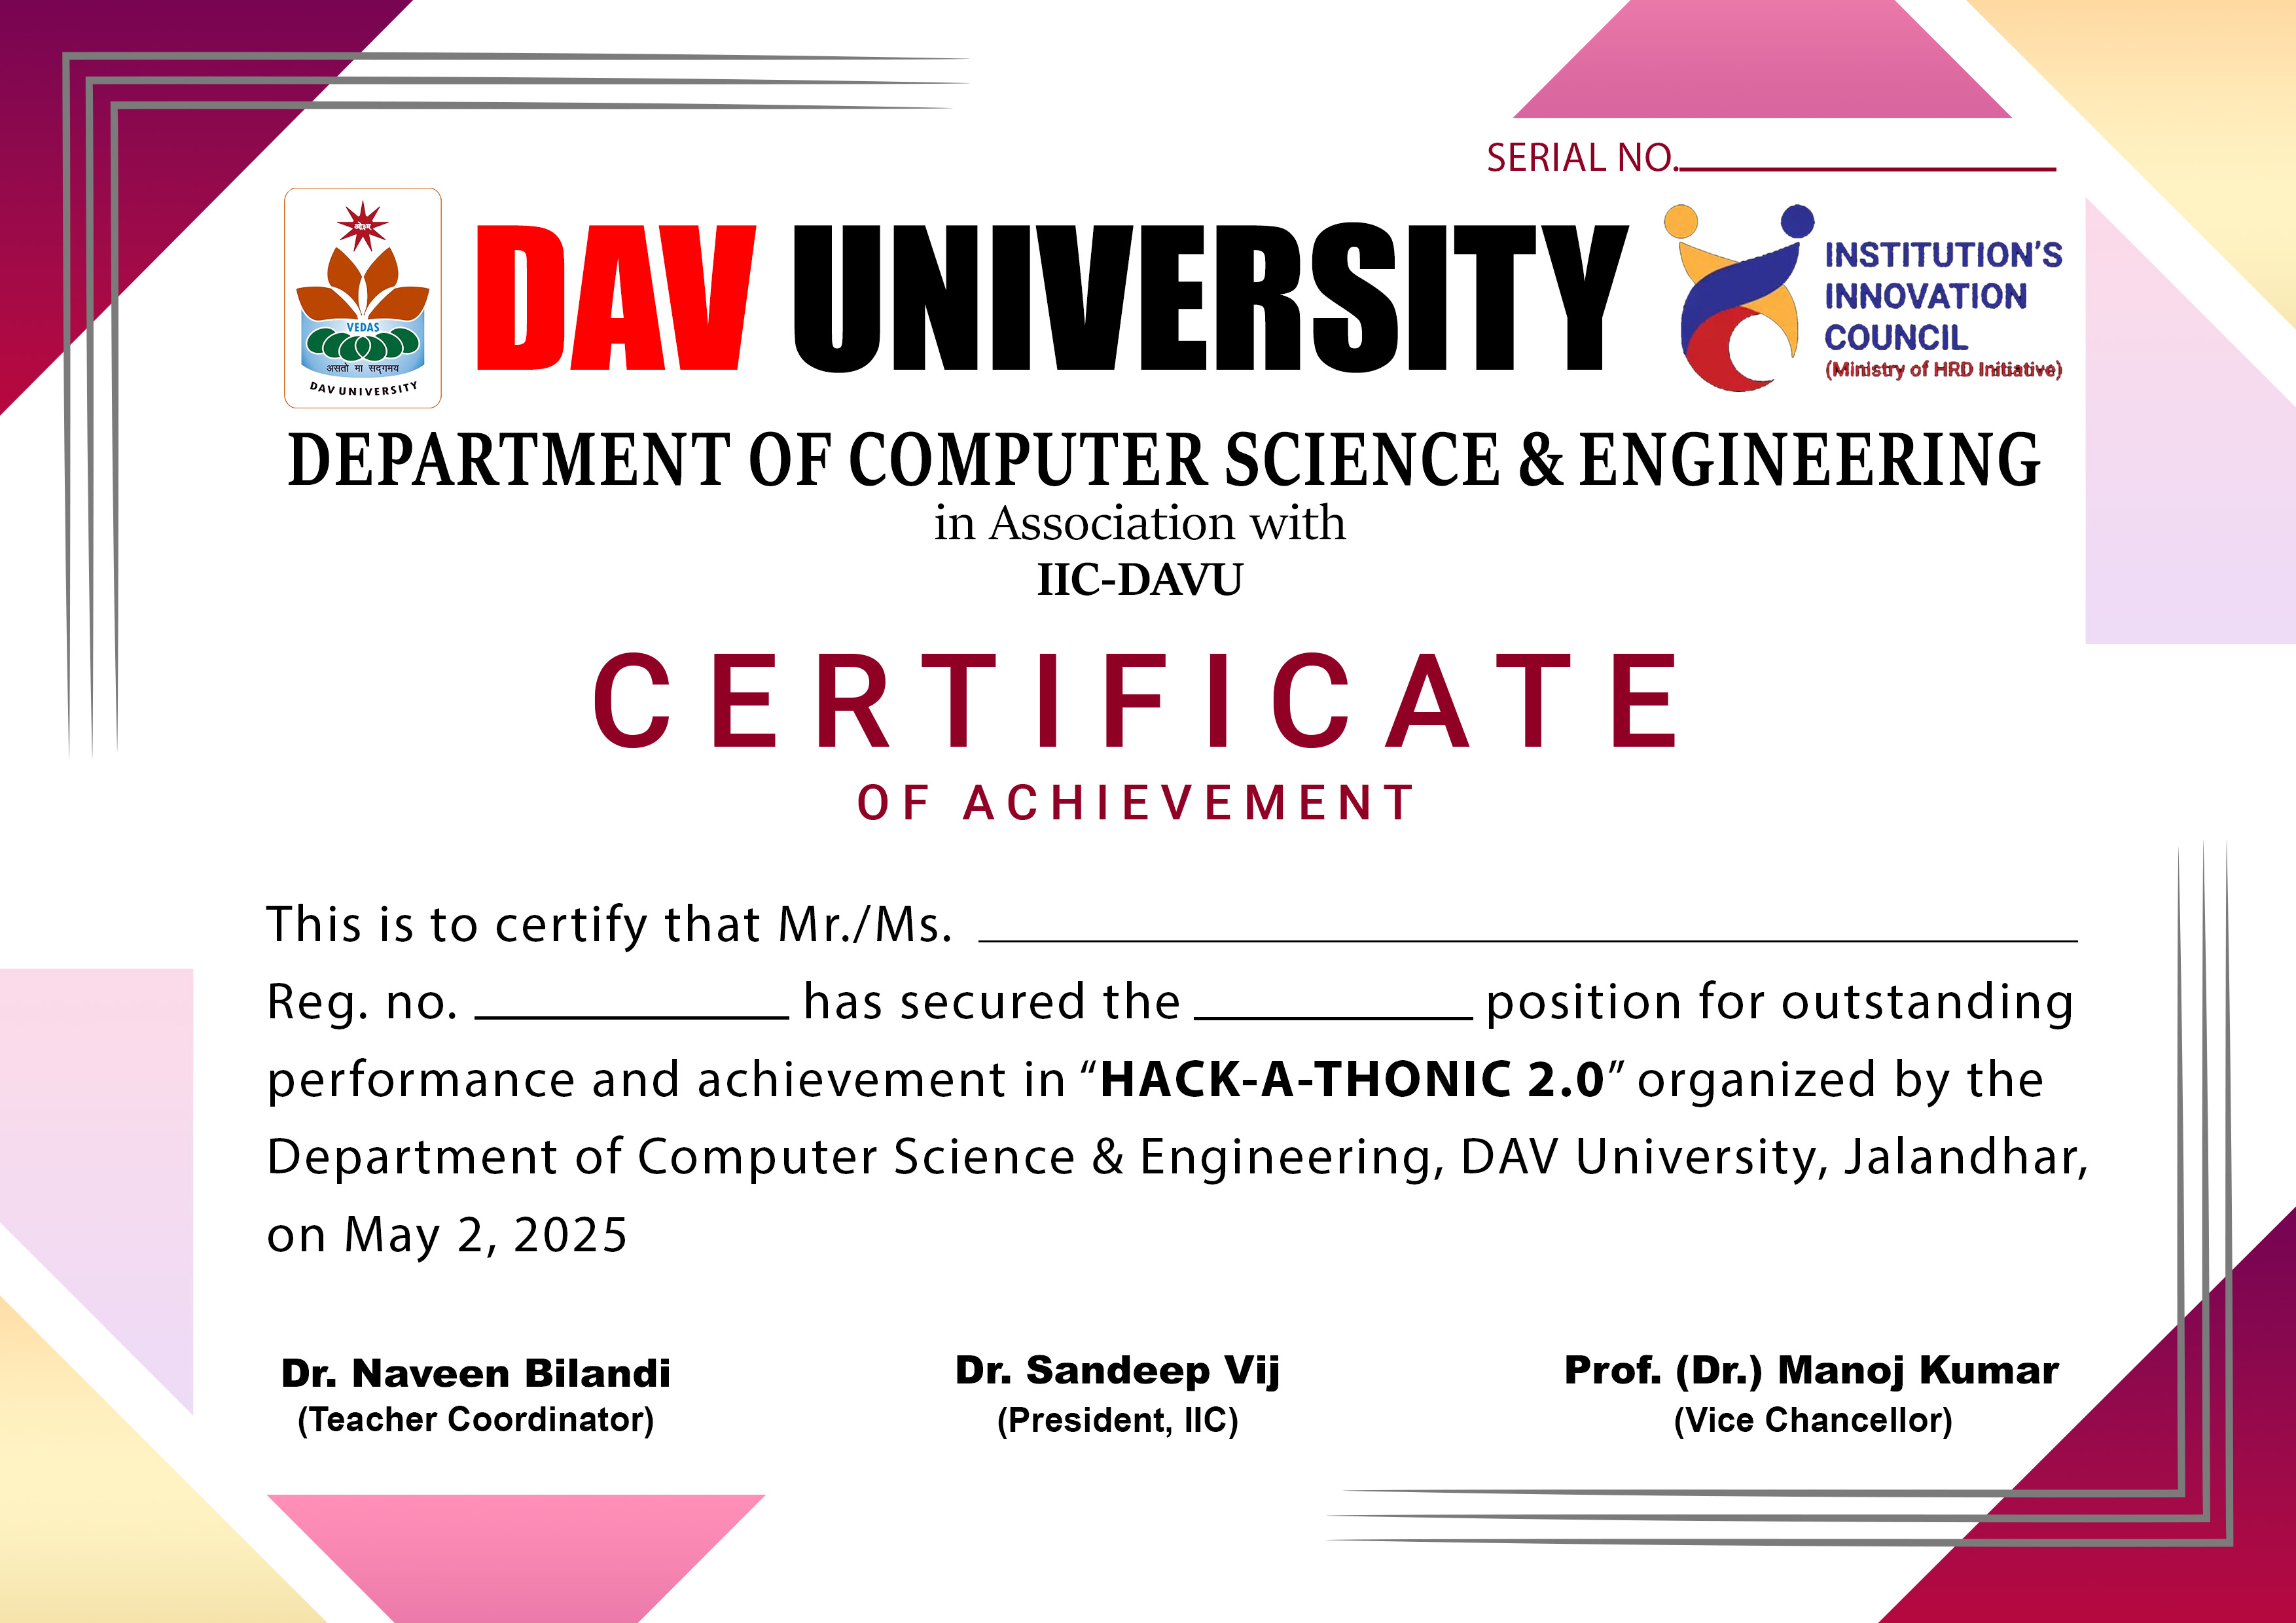 SERIAL NO.
ओ३म्
VEDAS
असतो मा सद्गमय
DAV UNIVERSITY
DAV UNIVERSITY
INSTITUTION'S
INNOVATION
COUNCIL
(Ministry of HRD Initiative)
DEPARTMENT OF COMPUTER SCIENCE & ENGINEERING
in Association with
IIC-DAVU
CERTIFICATE
OF ACHIEVEMENT
This is to certify that Mr./Ms.
Reg. no. has secured the position for outstanding
performance and achievement in “HACK-A-THONIC 2.0” organized by the
Department of Computer Science & Engineering, DAV University, Jalandhar,
on May 2, 2025
Dr. Naveen Bilandi
(Teacher Coordinator)
Dr. Sandeep Vij
(President, IIC)
Prof. (Dr.) Manoj Kumar
(Vice Chancellor)